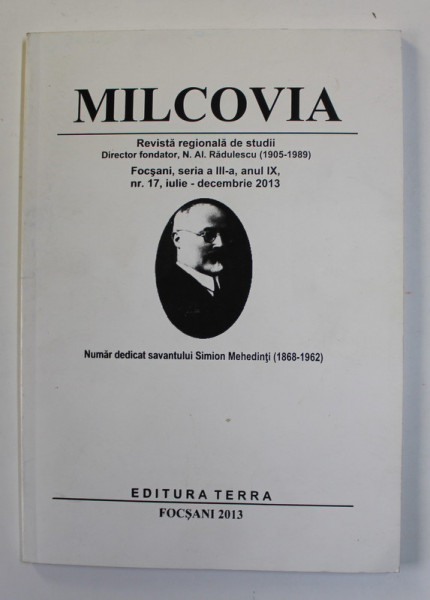 MILCOVIA
Revistă regională de studii
Director fondator, N. Al. Rădulescu (1905-1989)
Focșani, seria a III-a, anul IX,
nr. 17, iulie - decembrie 2013
Număr dedicat savantului Simion Mehedinți (1868-1962)
EDITURA TERRA
FOCȘANI 2013